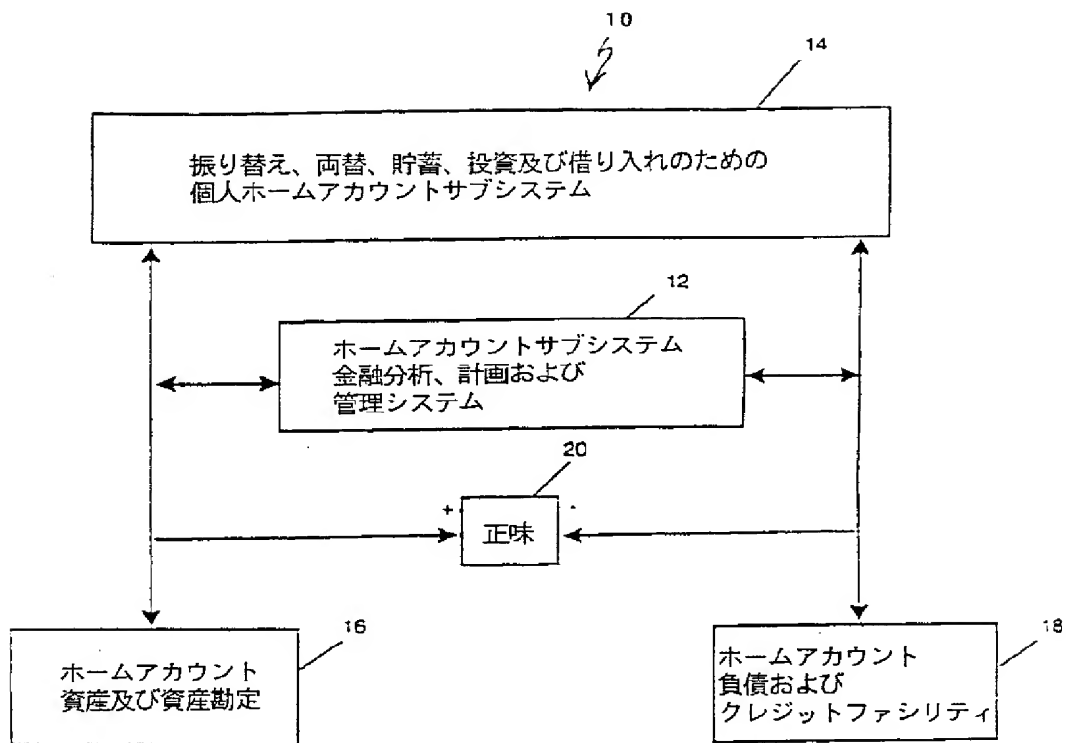 10
14
振り替え、両替、貯蓄、投資及び借り入れのための
個人ホームアカウントサブシステム
12
ホームアカウントサブシステム
金融分析、計画および
管理システム
20
+ -
正味
16
ホームアカウント
資産及び資産勘定
18
ホームアカウント
負債および
クレジットファシリティ